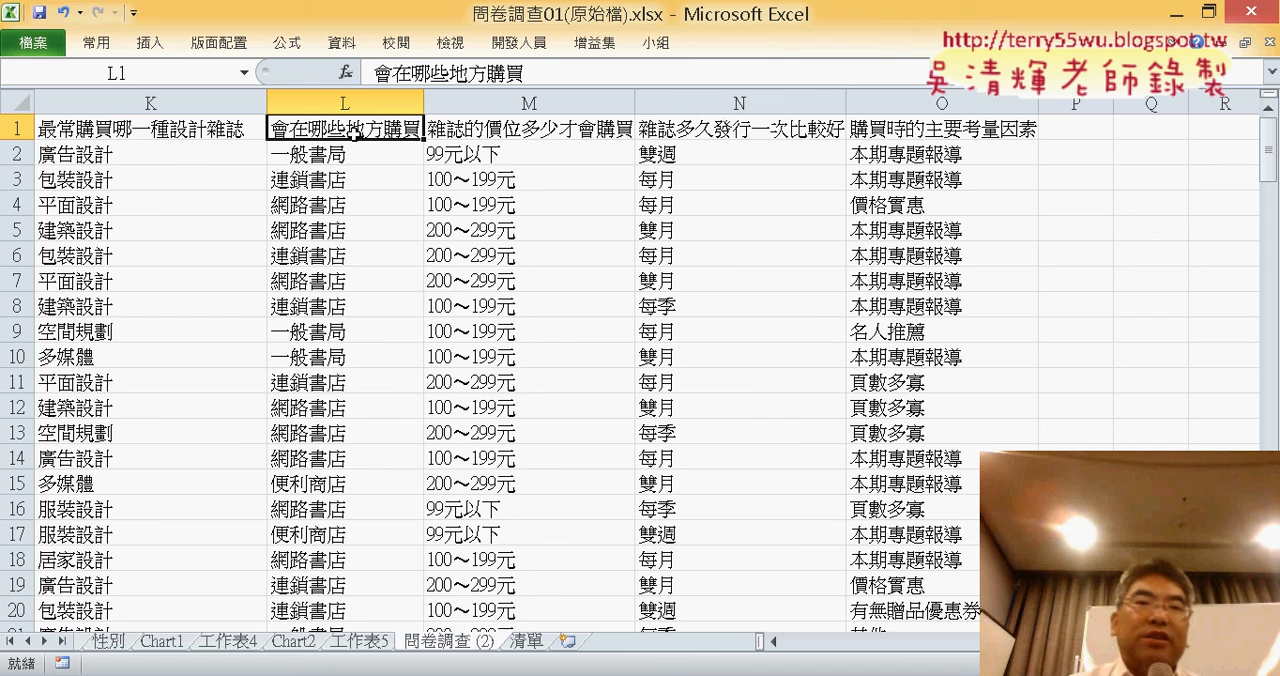 問卷調查01(原始檔).xlsx - Microsoft Excel
檔案 常用 插入 版面配置 公式 資料 校閱 檢視 開發人員 增益集 小組
http://terry55wu.blogspot.tw
吳清輝老師錄製
L1 fx 會在哪些地方購買
K L M N O P Q R
1 最常購買哪一種設計雜誌 會在哪些地方購買 雜誌的價位多少才會購買 雜誌多久發行一次比較好 購買時的主要考量因素
2 廣告設計 一般書局 99元以下 雙週 本期專題報導
3 包裝設計 連鎖書店 100～199元 每月 本期專題報導
4 平面設計 網路書店 100～199元 每月 價格實惠
5 建築設計 網路書店 200～299元 雙月 本期專題報導
6 包裝設計 連鎖書店 200～299元 雙月 本期專題報導
7 平面設計 網路書店 200～299元 雙月 本期專題報導
8 建築設計 連鎖書店 100～199元 每季 本期專題報導
9 空間規劃 一般書局 100～199元 每月 名人推薦
10 多媒體 一般書局 100～199元 雙月 本期專題報導
11 平面設計 連鎖書店 200～299元 每月 頁數多寡
12 建築設計 網路書店 100～199元 雙月 頁數多寡
13 空間規劃 網路書店 200～299元 每季 頁數多寡
14 廣告設計 網路書店 100～199元 雙月 本期專題報導
15 多媒體 便利商店 200～299元 雙月 本期專題報導
16 服裝設計 網路書店 99元以下 每季 頁數多寡
17 服裝設計 便利商店 99元以下 雙週 本期專題報導
18 居家設計 網路書店 100～199元 每月 本期專題報導
19 廣告設計 連鎖書店 200～299元 雙月 價格實惠
20 包裝設計 連鎖書店 100～199元 雙週 有無贈品優惠券
性別 Chart1 工作表4 Chart2 工作表5 問卷調查 (2) 清單
就緒